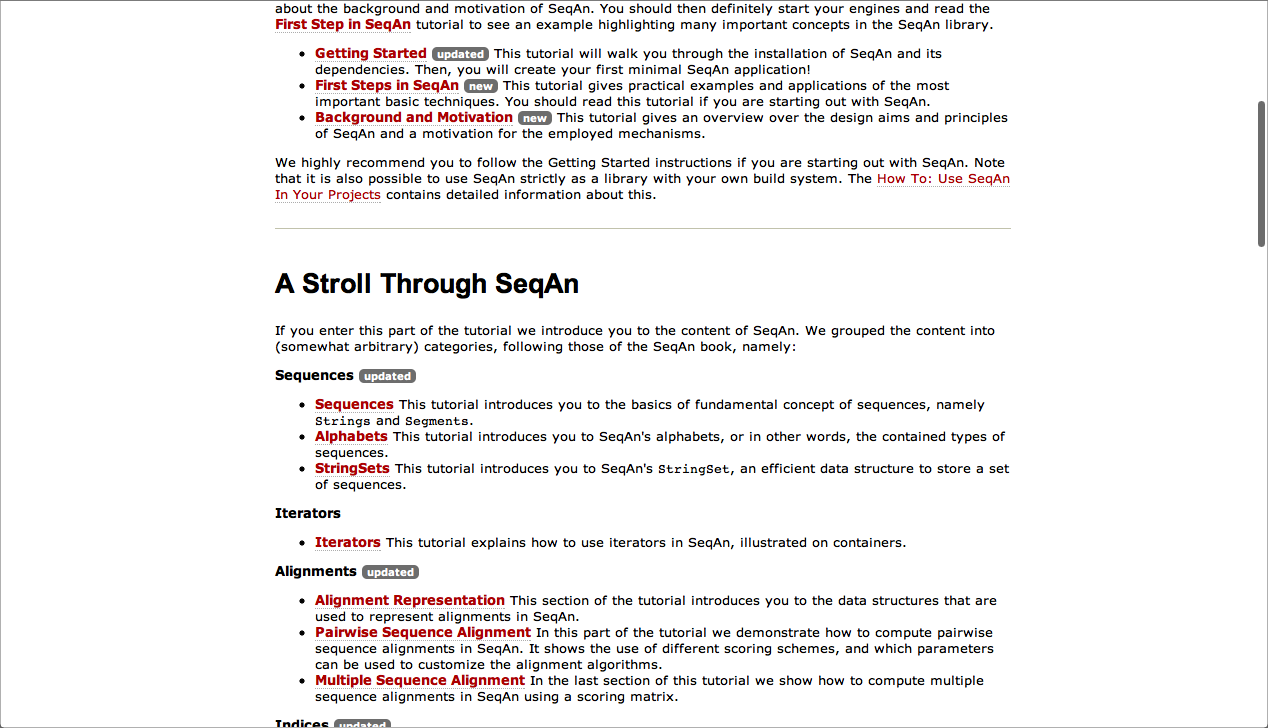 about the background and motivation of SeqAn. You should then definitely start your engines and read the
First Step in SeqAn tutorial to see an example highlighting many important concepts in the SeqAn library.
Getting Started updated This tutorial will walk you through the installation of SeqAn and its
dependencies. Then, you will create your first minimal SeqAn application!
First Steps in SeqAn new This tutorial gives practical examples and applications of the most
important basic techniques. You should read this tutorial if you are starting out with SeqAn.
Background and Motivation new This tutorial gives an overview over the design aims and principles
of SeqAn and a motivation for the employed mechanisms.
We highly recommend you to follow the Getting Started instructions if you are starting out with SeqAn. Note
that it is also possible to use SeqAn strictly as a library with your own build system. The How To: Use SeqAn
In Your Projects contains detailed information about this.
A Stroll Through SeqAn
If you enter this part of the tutorial we introduce you to the content of SeqAn. We grouped the content into
(somewhat arbitrary) categories, following those of the SeqAn book, namely:
Sequences updated
Sequences This tutorial introduces you to the basics of fundamental concept of sequences, namely
Strings and Segments.
Alphabets This tutorial introduces you to SeqAn's alphabets, or in other words, the contained types of
sequences.
StringSets This tutorial introduces you to SeqAn's StringSet, an efficient data structure to store a set
of sequences.
Iterators
Iterators This tutorial explains how to use iterators in SeqAn, illustrated on containers.
Alignments updated
Alignment Representation This section of the tutorial introduces you to the data structures that are
used to represent alignments in SeqAn.
Pairwise Sequence Alignment In this part of the tutorial we demonstrate how to compute pairwise
sequence alignments in SeqAn. It shows the use of different scoring schemes, and which parameters
can be used to customize the alignment algorithms.
Multiple Sequence Alignment In the last section of this tutorial we show how to compute multiple
sequence alignments in SeqAn using a scoring matrix.
Indices updated